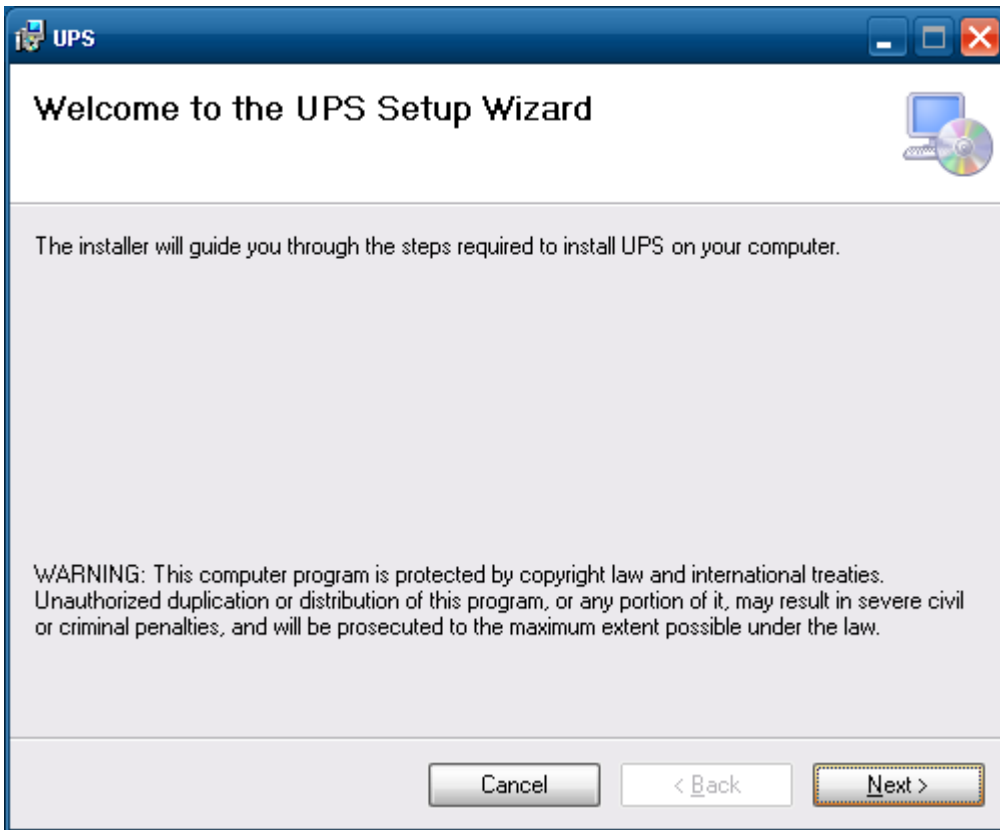 UPS
Welcome to the UPS Setup Wizard
The installer will guide you through the steps required to install UPS on your computer.
WARNING: This computer program is protected by copyright law and international treaties.
Unauthorized duplication or distribution of this program, or any portion of it, may result in severe civil
or criminal penalties, and will be prosecuted to the maximum extent possible under the law.
Cancel < Back Next >